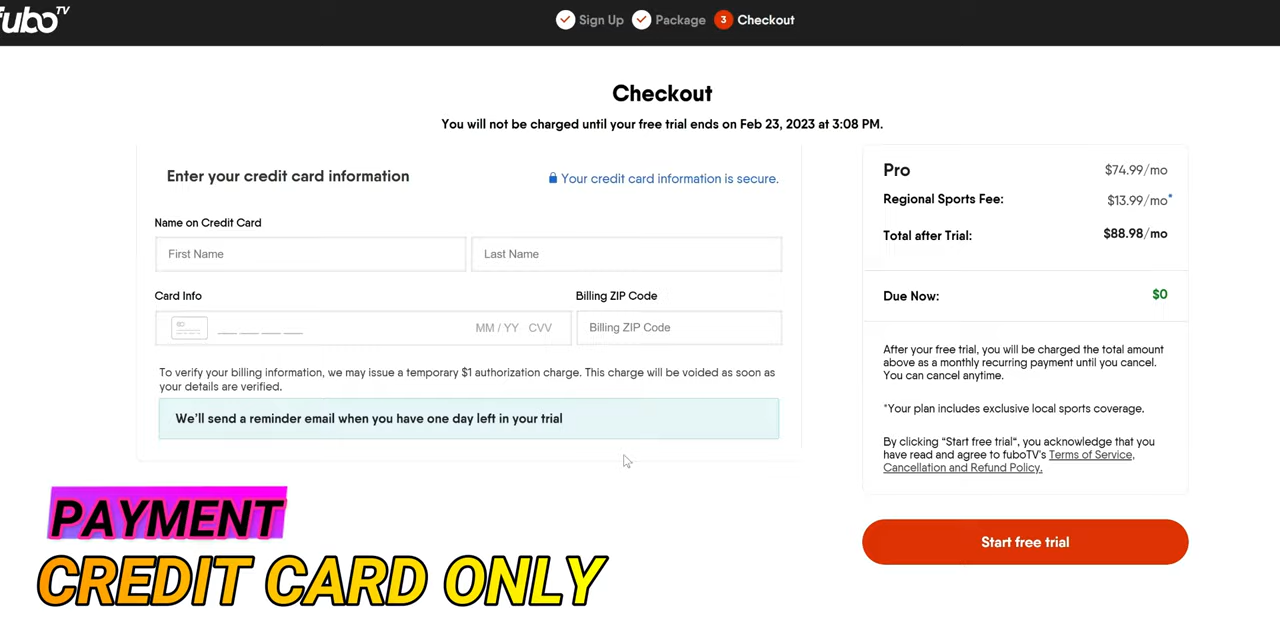 fuboTV
Sign Up Package 3 Checkout
Checkout
You will not be charged until your free trial ends on Feb 23, 2023 at 3:08 PM.
Enter your credit card information
Your credit card information is secure.
Name on Credit Card
First Name
Last Name
Card Info
Billing ZIP Code
MM / YY CVV
Billing ZIP Code
To verify your billing information, we may issue a temporary $1 authorization charge. This charge will be voided as soon as
your details are verified.
We'll send a reminder email when you have one day left in your trial
Pro $74.99/mo
Regional Sports Fee: $13.99/mo*
Total after Trial: $88.98/mo
Due Now: $0
After your free trial, you will be charged the total amount
above as a monthly recurring payment until you cancel.
You can cancel anytime.
*Your plan includes exclusive local sports coverage.
By clicking “Start free trial“, you acknowledge that you
have read and agree to fuboTV's Terms of Service,
Cancellation and Refund Policy.
Start free trial
PAYMENT
CREDIT CARD ONLY